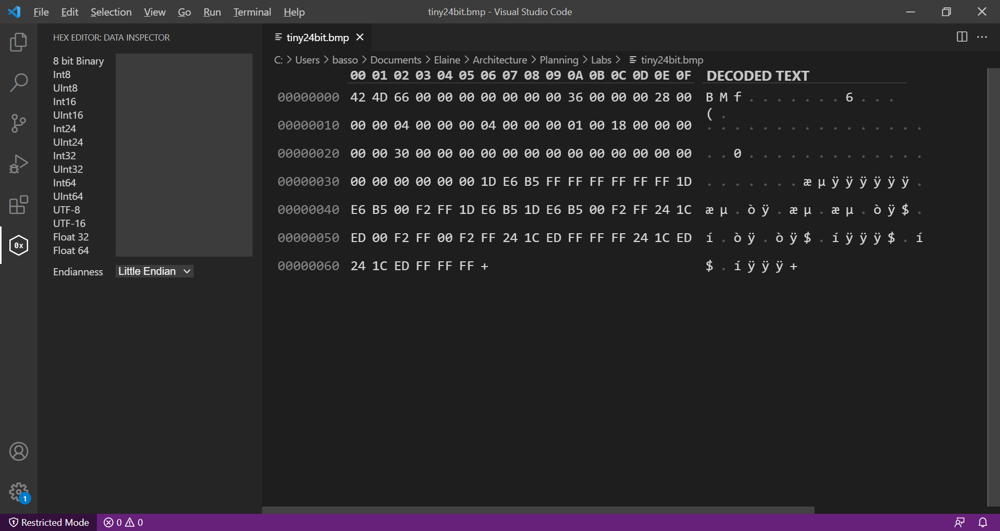 File Edit Selection View Go Run Terminal Help tiny24bit.bmp - Visual Studio Code
HEX EDITOR: DATA INSPECTOR
8 bit Binary
Int8
UInt8
Int16
UInt16
Int24
UInt24
Int32
UInt32
Int64
UInt64
UTF-8
UTF-16
Float 32
Float 64
Endianness Little Endian
tiny24bit.bmp
C: > Users > basso > Documents > Elaine > Architecture > Planning > Labs > tiny24bit.bmp
00 01 02 03 04 05 06 07 08 09 0A 0B 0C 0D 0E 0F DECODED TEXT
00000000 42 4D 66 00 00 00 00 00 00 00 36 00 00 00 28 00 B M f . . . . . . . 6 . . .
( .
00000010 00 00 04 00 00 00 04 00 00 00 01 00 18 00 00 00 . . . . . . . . . . . . . . . .
00000020 00 00 30 00 00 00 00 00 00 00 00 00 00 00 00 00 . . 0 . . . . . . . . . . . . .
00000030 00 00 00 00 00 00 1D E6 B5 FF FF FF FF FF FF 1D . . . . . . . æ µ ÿ ÿ ÿ ÿ ÿ ÿ .
00000040 E6 B5 00 F2 FF 1D E6 B5 1D E6 B5 00 F2 FF 24 1C æ µ . ò ÿ . æ µ . æ µ . ò ÿ $ .
00000050 ED 00 F2 FF 00 F2 FF 24 1C ED FF FF FF 24 1C ED í . ò ÿ . ò ÿ $ . í ÿ ÿ ÿ $ . í
00000060 24 1C ED FF FF FF + $ . í ÿ ÿ ÿ +
0x
1
Restricted Mode 0 0